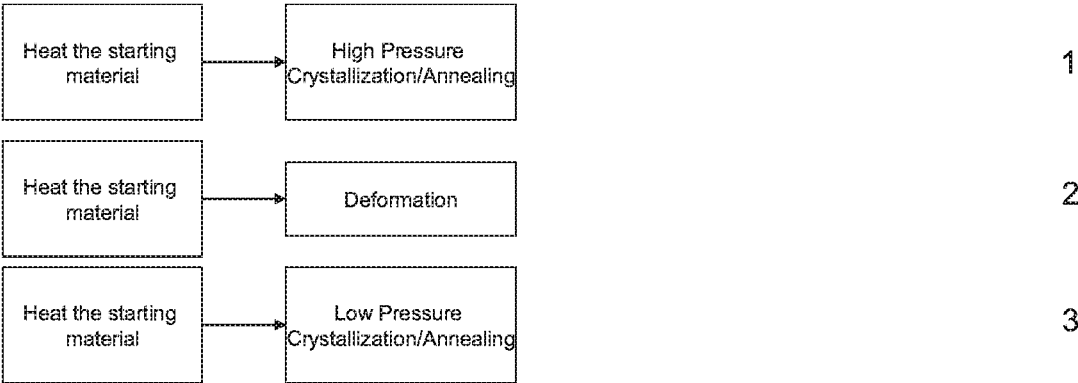 Heat the starting
material
High Pressure
Crystallization/Annealing
1
Heat the starting
material
Deformation
2
Heat the starting
material
Low Pressure
Crystallization/Annealing
3